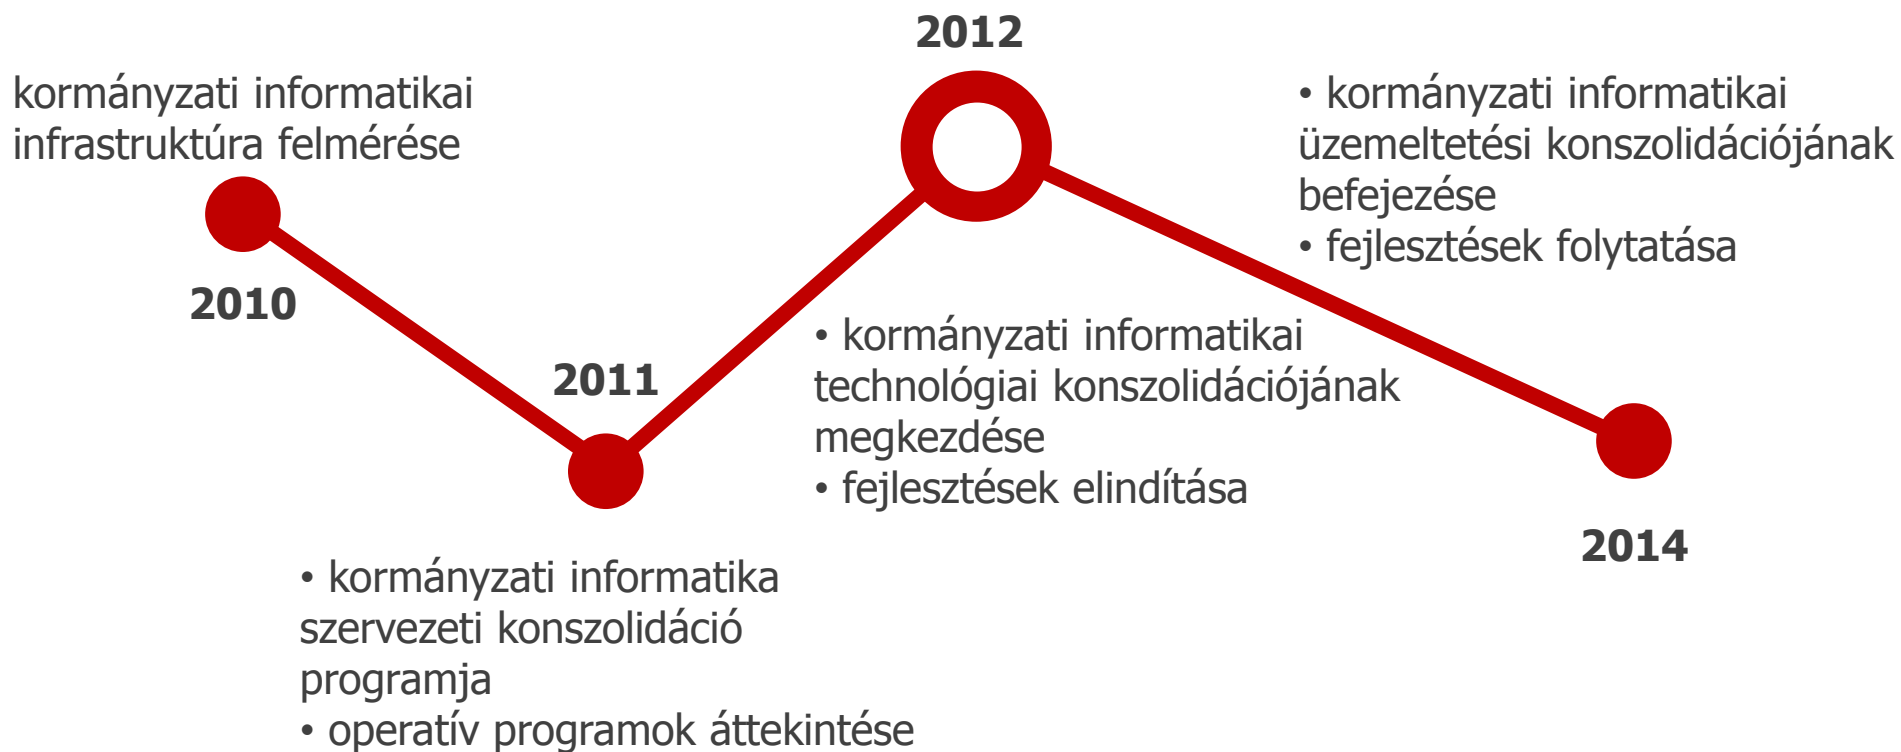 kormányzati informatikai
infrastruktúra felmérése
2010
2011
• kormányzati informatika
szervezeti konszolidáció
programja
• operatív programok áttekintése
2012
• kormányzati informatikai
technológiai konszolidációjának
megkezdése
• fejlesztések elindítása
• kormányzati informatikai
üzemeltetési konszolidációjának
befejezése
• fejlesztések folytatása
2014